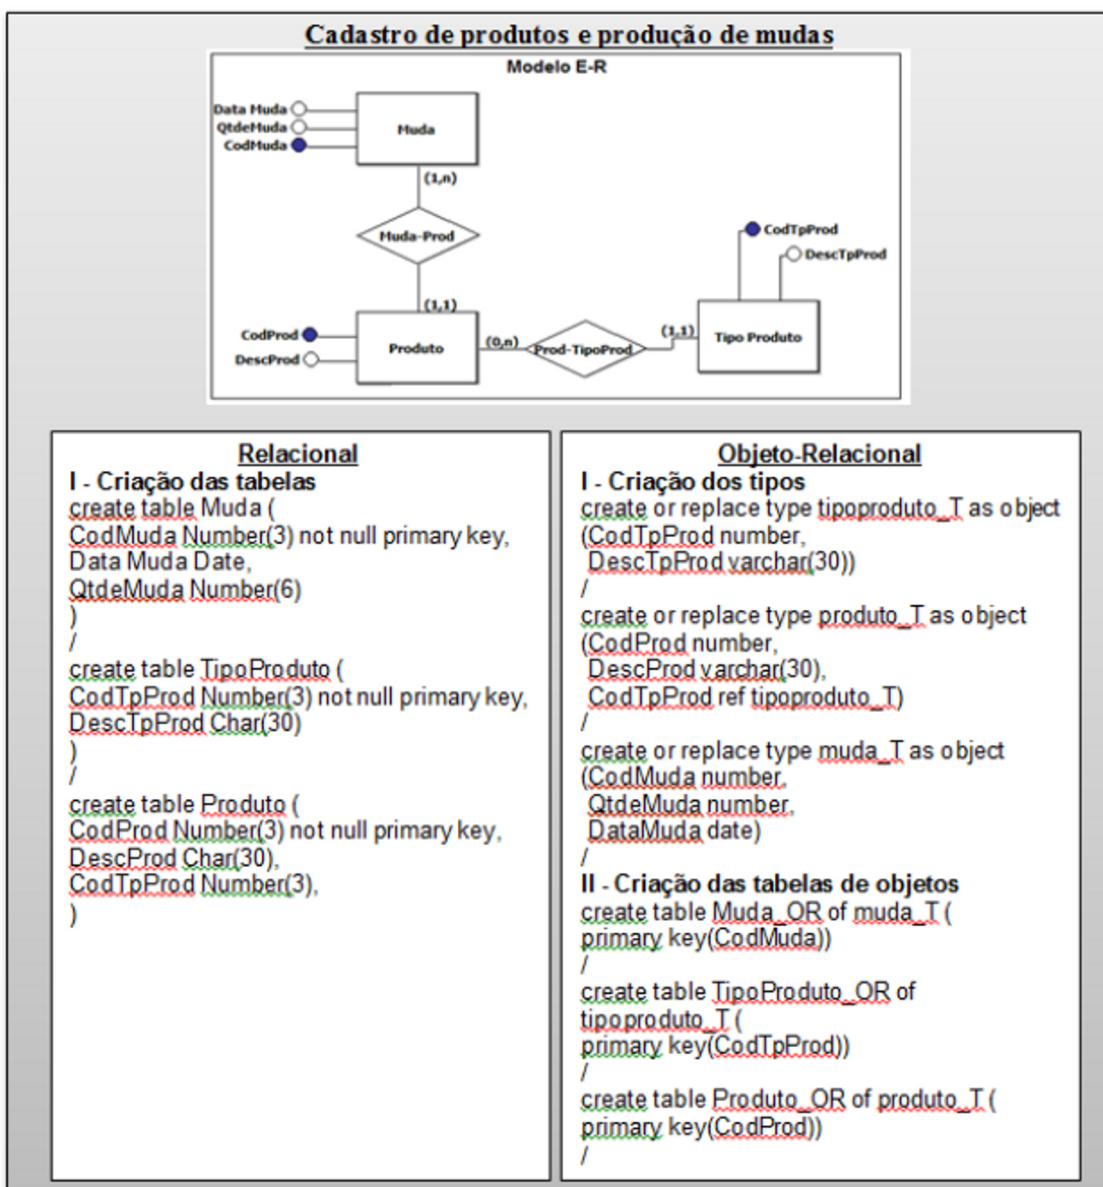 Cadastro de produtos e produção de mudas
Modelo E-R
Data Muda
QtdeMuda
CodMuda
Muda
(1,n)
Muda-Prod
(1,1)
CodProd
DescProd
Produto
(0,n)
Prod-TipoProd
(1,1)
Tipo Produto
CodTpProd
DescTpProd
Relacional
I - Criação das tabelas
create table Muda (
CodMuda Number(3) not null primary key,
Data Muda Date,
QtdeMuda Number(6)
)
/
create table TipoProduto (
CodTpProd Number(3) not null primary key,
DescTpProd Char(30)
)
/
create table Produto (
CodProd Number(3) not null primary key,
DescProd Char(30),
CodTpProd Number(3),
)
Objeto-Relacional
I - Criação dos tipos
create or replace type tipoproduto_T as object
(CodTpProd number,
DescTpProd varchar(30))
/
create or replace type produto_T as object
(CodProd number,
DescProd varchar(30),
CodTpProd ref tipoproduto_T)
/
create or replace type muda_T as object
(CodMuda number,
QtdeMuda number,
DataMuda date)
/
II - Criação das tabelas de objetos
create table Muda_OR of muda_T (
primary key(CodMuda))
/
create table TipoProduto_OR of
tipoproduto_T (
primary key(CodTpProd))
/
create table Produto_OR of produto_T (
primary key(CodProd))
/